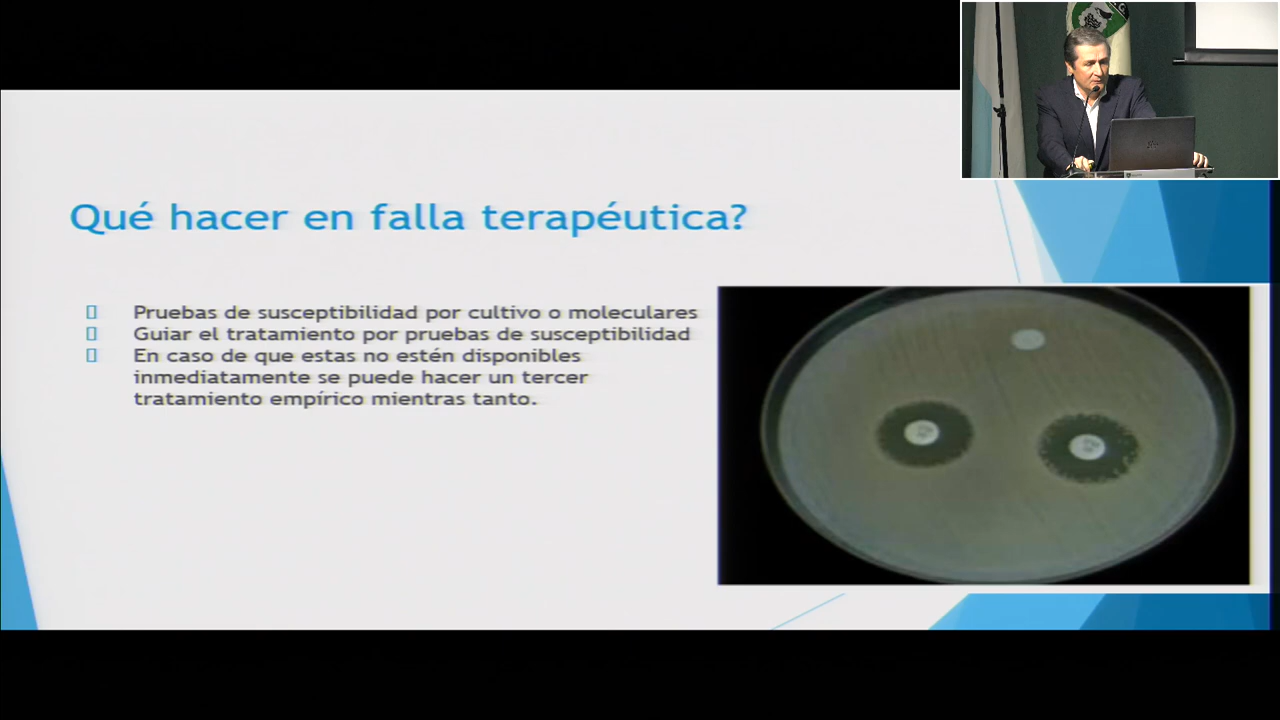 Qué hacer en falla terapéutica?
Pruebas de susceptibilidad por cultivo o moleculares
Guiar el tratamiento por pruebas de susceptibilidad
En caso de que estas no estén disponibles
inmediatamente se puede hacer un tercer
tratamiento empírico mientras tanto.